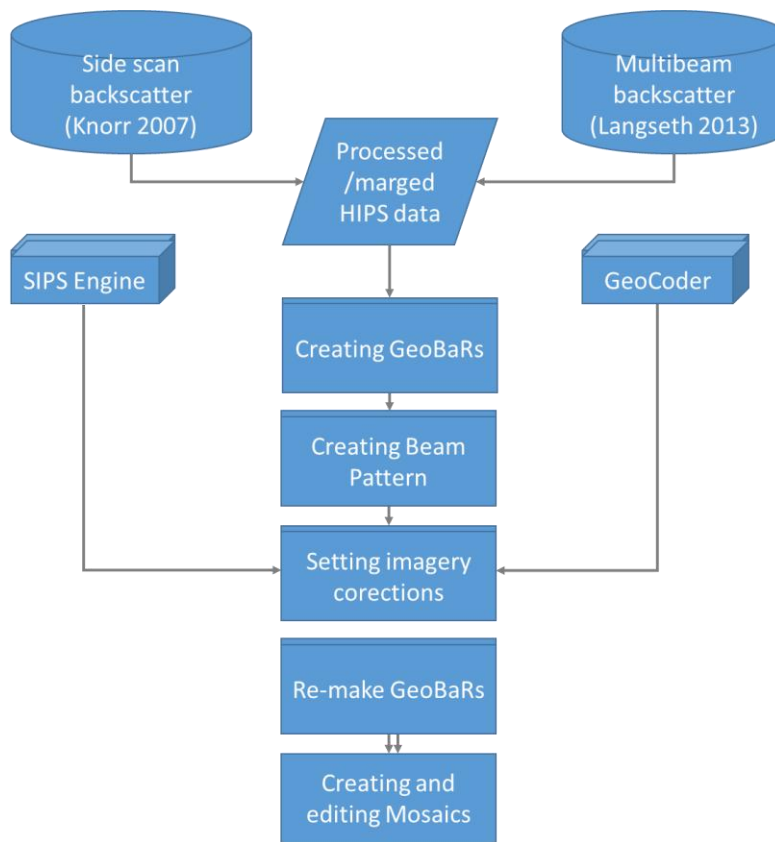 Side scan
backscatter
(Knorr 2007)
Multibeam
backscatter
(Langseth 2013)
Processed
/marged
HIPS data
SIPS Engine
GeoCoder
Creating GeoBaRs
Creating Beam
Pattern
Setting imagery
corections
Re-make GeoBaRs
Creating and
editing Mosaics